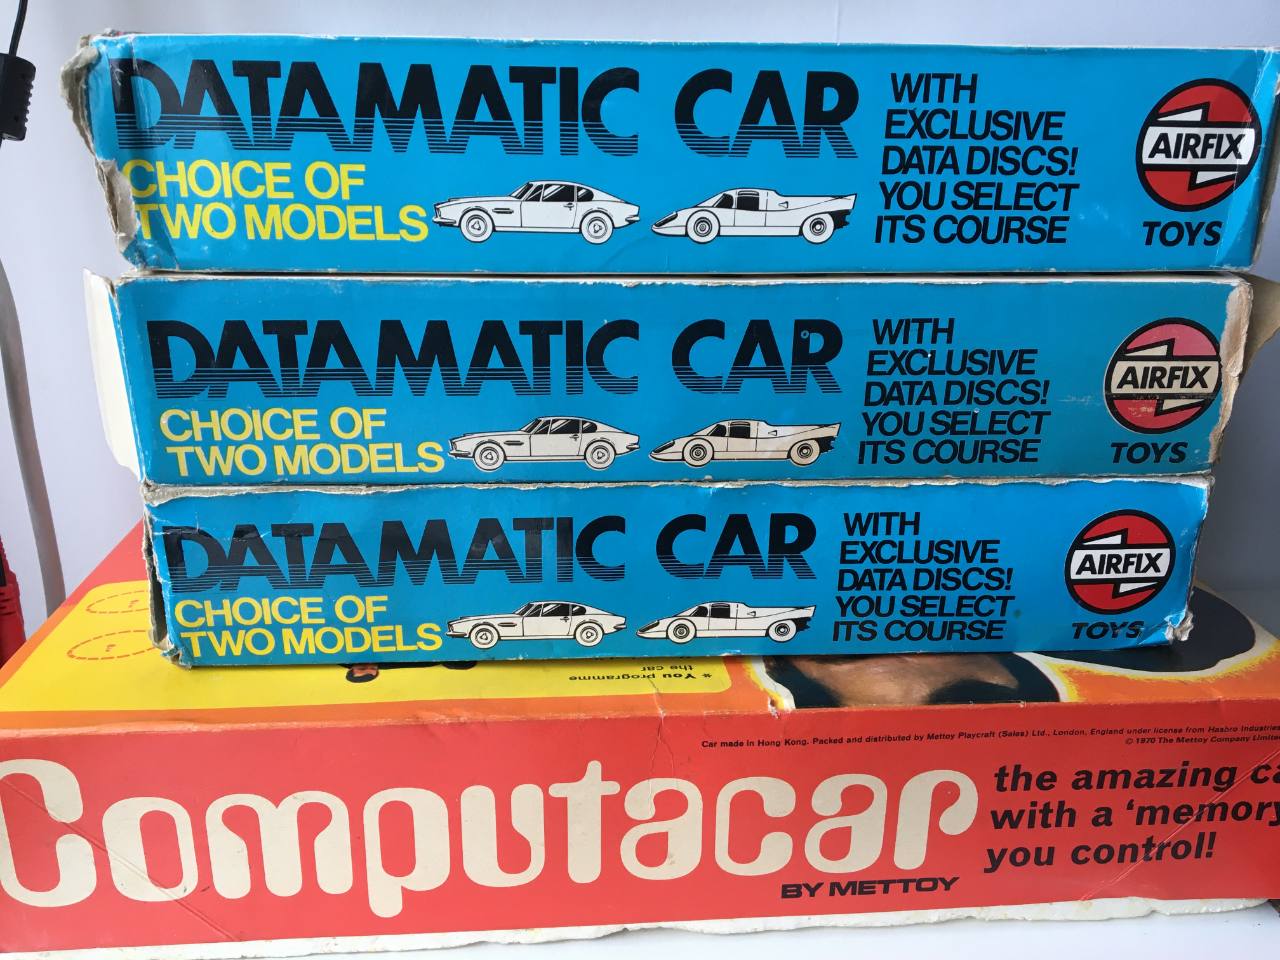 DATAMATIC CAR
CHOICE OF
TWO MODELS
WITH
EXCLUSIVE
DATA DISCS!
YOU SELECT
ITS COURSE
AIRFIX
TOYS
DATAMATIC CAR
CHOICE OF
TWO MODELS
WITH
EXCLUSIVE
DATA DISCS!
YOU SELECT
ITS COURSE
AIRFIX
TOYS
DATAMATIC CAR
CHOICE OF
TWO MODELS
WITH
EXCLUSIVE
DATA DISCS!
YOU SELECT
ITS COURSE
AIRFIX
TOYS
* You programme
the car
Car made in Hong Kong. Packed and distributed by Mettoy Playcraft (Sales) Ltd., London, England under license from Hasbro Industries
© 1970 The Mettoy Company Limite
Computacar
BY METTOY
the amazing ca
with a 'memory
you control!